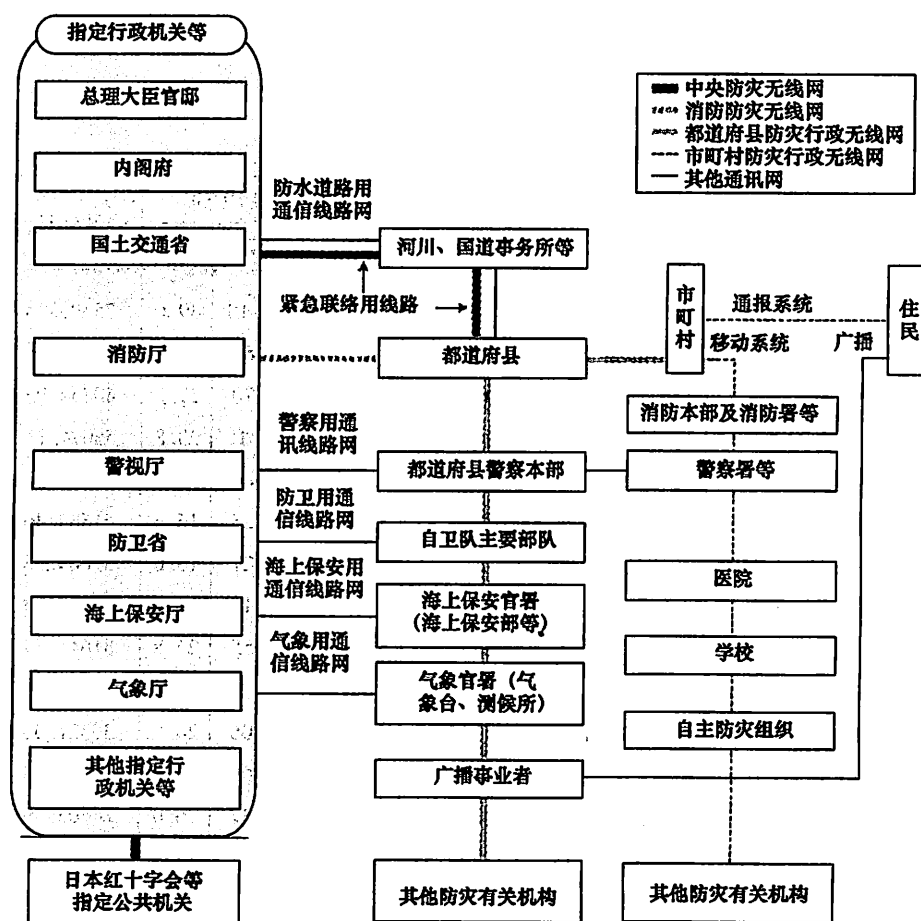 指定行政机关等
总理大臣官邸
内阁府
国土交通省
消防厅
警视厅
防卫省
海上保安厅
气象厅
其他指定行
政机关等
日本红十字会等
指定公共机关
防水道路用
通信线路网
紧急联络用线路
警察用通
讯线路网
防卫用通
信线路网
海上保安用
通信线路网
气象用通
信线路网
河川、国道事务所等
都道府县
都道府县警察本部
自卫队主要部队
海上保安官署
（海上保安部等）
气象官署（气
象台、测候所）
广播事业者
其他防灾有关机构
中央防灾无线网
消防防灾无线网
都道府县防灾行政无线网
市町村防灾行政无线网
其他通讯网
市町村
通报系统
移动系统
广播
住民
消防本部及消防署等
警察署等
医院
学校
自主防灾组织
其他防灾有关机构